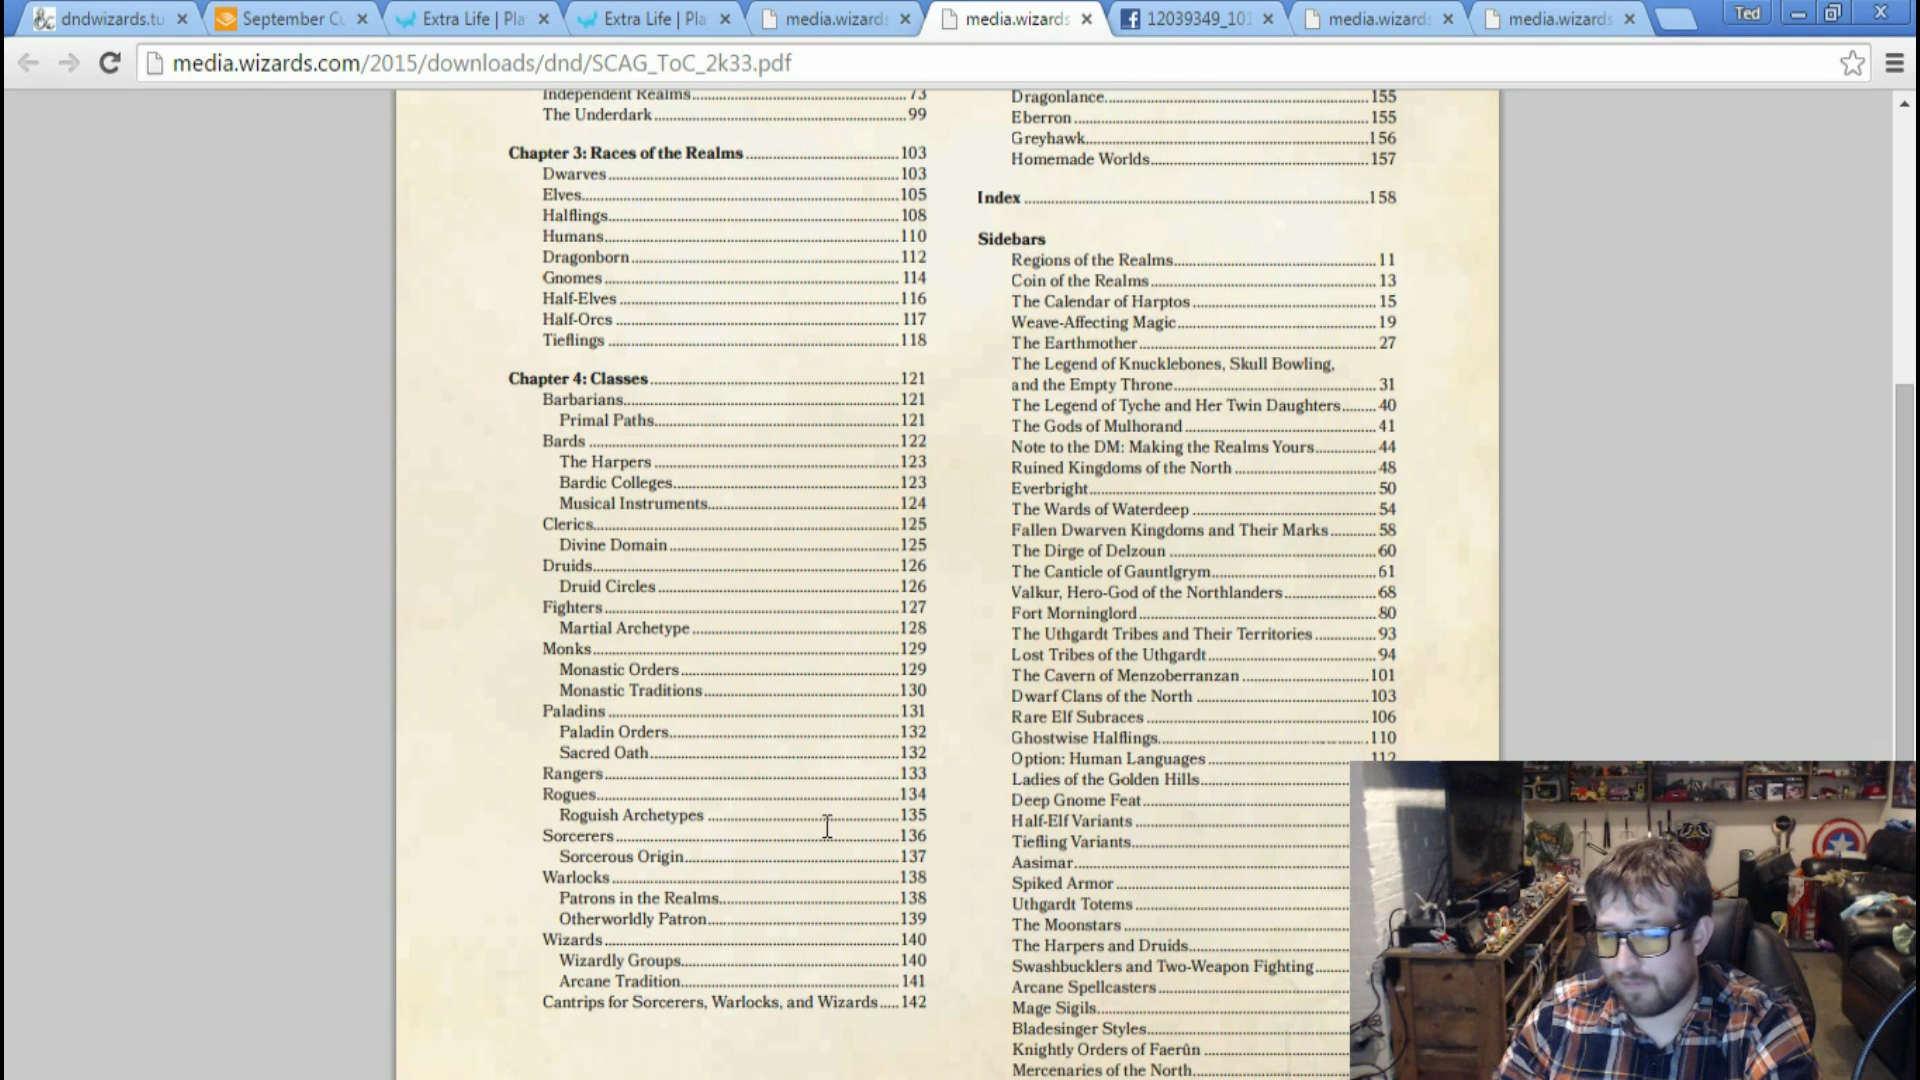 dndwizards.tu
September Cu
Extra Life | Pla
Extra Life | Pla
media.wizards
media.wizards
12039349_101
media.wizards
media.wizards
Ted
media.wizards.com/2015/downloads/dnd/SCAG_ToC_2k33.pdf
Independent Realms 73
The Underdark 99
Chapter 3: Races of the Realms 103
Dwarves 103
Elves 105
Halflings 108
Humans 110
Dragonborn 112
Gnomes 114
Half-Elves 116
Half-Orcs 117
Tieflings 118
Chapter 4: Classes 121
Barbarians 121
Primal Paths 121
Bards 122
The Harpers 123
Bardic Colleges 123
Musical Instruments 124
Clerics 125
Divine Domain 125
Druids 126
Druid Circles 126
Fighters 127
Martial Archetype 128
Monks 129
Monastic Orders 129
Monastic Traditions 130
Paladins 131
Paladin Orders 132
Sacred Oath 132
Rangers 133
Rogues 134
Roguish Archetypes 135
Sorcerers 136
Sorcerous Origin 137
Warlocks 138
Patrons in the Realms 138
Otherworldly Patron 139
Wizards 140
Wizardly Groups 140
Arcane Tradition 141
Cantrips for Sorcerers, Warlocks, and Wizards 142
Dragonlance 155
Eberron 155
Greyhawk 156
Homemade Worlds 157
Index 158
Sidebars
Regions of the Realms 11
Coin of the Realms 13
The Calendar of Harptos 15
Weave-Affecting Magic 19
The Earthmother 27
The Legend of Knucklebones, Skull Bowling,
and the Empty Throne 31
The Legend of Tyche and Her Twin Daughters 40
The Gods of Mulhorand 41
Note to the DM: Making the Realms Yours 44
Ruined Kingdoms of the North 48
Everbright 50
The Wards of Waterdeep 54
Fallen Dwarven Kingdoms and Their Marks 58
The Dirge of Delzoun 60
The Canticle of Gauntlgrym 61
Valkur, Hero-God of the Northlanders 68
Fort Morninglord 80
The Uthgardt Tribes and Their Territories 93
Lost Tribes of the Uthgardt 94
The Cavern of Menzoberranzan 101
Dwarf Clans of the North 103
Rare Elf Subraces 106
Ghostwise Halflings 110
Option: Human Languages 112
Ladies of the Golden Hills
Deep Gnome Feat
Half-Elf Variants
Tiefling Variants
Aasimar
Spiked Armor
Uthgardt Totems
The Moonstars
The Harpers and Druids
Swashbucklers and Two-Weapon Fighting
Arcane Spellcasters
Mage Sigils
Bladesinger Styles
Knightly Orders of Faerûn
Mercenaries of the North